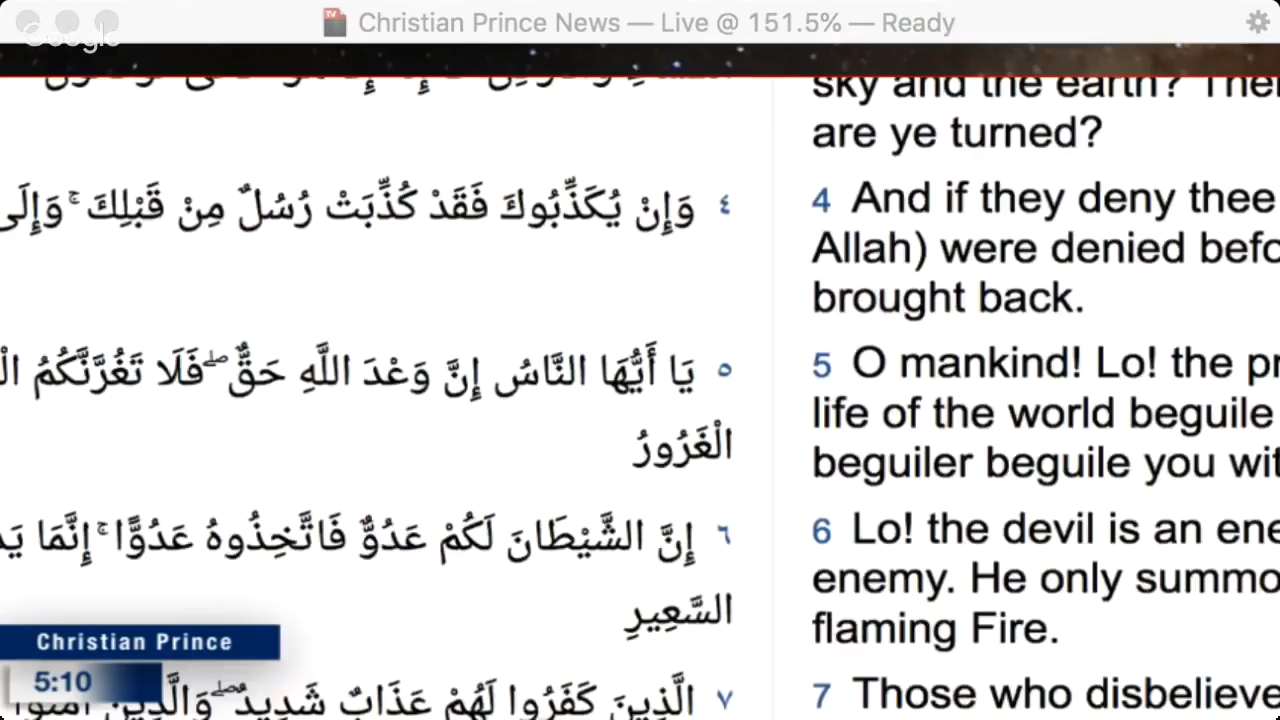 Christian Prince News — Live @ 151.5% — Ready
Google
sky and the earth? Then
are ye turned?
٤ وَإِنْ يُكَذِّبُوكَ فَقَدْ كُذِّبَتْ رُسُلٌ مِنْ قَبْلِكَ ۚ وَإِلَى
4 And if they deny thee
Allah) were denied befo
brought back.
٥ يَا أَيُّهَا النَّاسُ إِنَّ وَعْدَ اللَّهِ حَقٌّ ۖ فَلَا تَغُرَّنَّكُمُ
الْغَرُورُ
5 O mankind! Lo! the pr
life of the world beguile
beguiler beguile you wit
٦ إِنَّ الشَّيْطَانَ لَكُمْ عَدُوٌّ فَاتَّخِذُوهُ عَدُوًّا ۚ إِنَّمَا
السَّعِيرِ
6 Lo! the devil is an ene
enemy. He only summo
flaming Fire.
٧ الَّذِينَ كَفَرُوا لَهُمْ عَذَابٌ شَدِيدٌ ۖ وَالَّذِينَ آمَنُوا
7 Those who disbelieve
Christian Prince
5:10